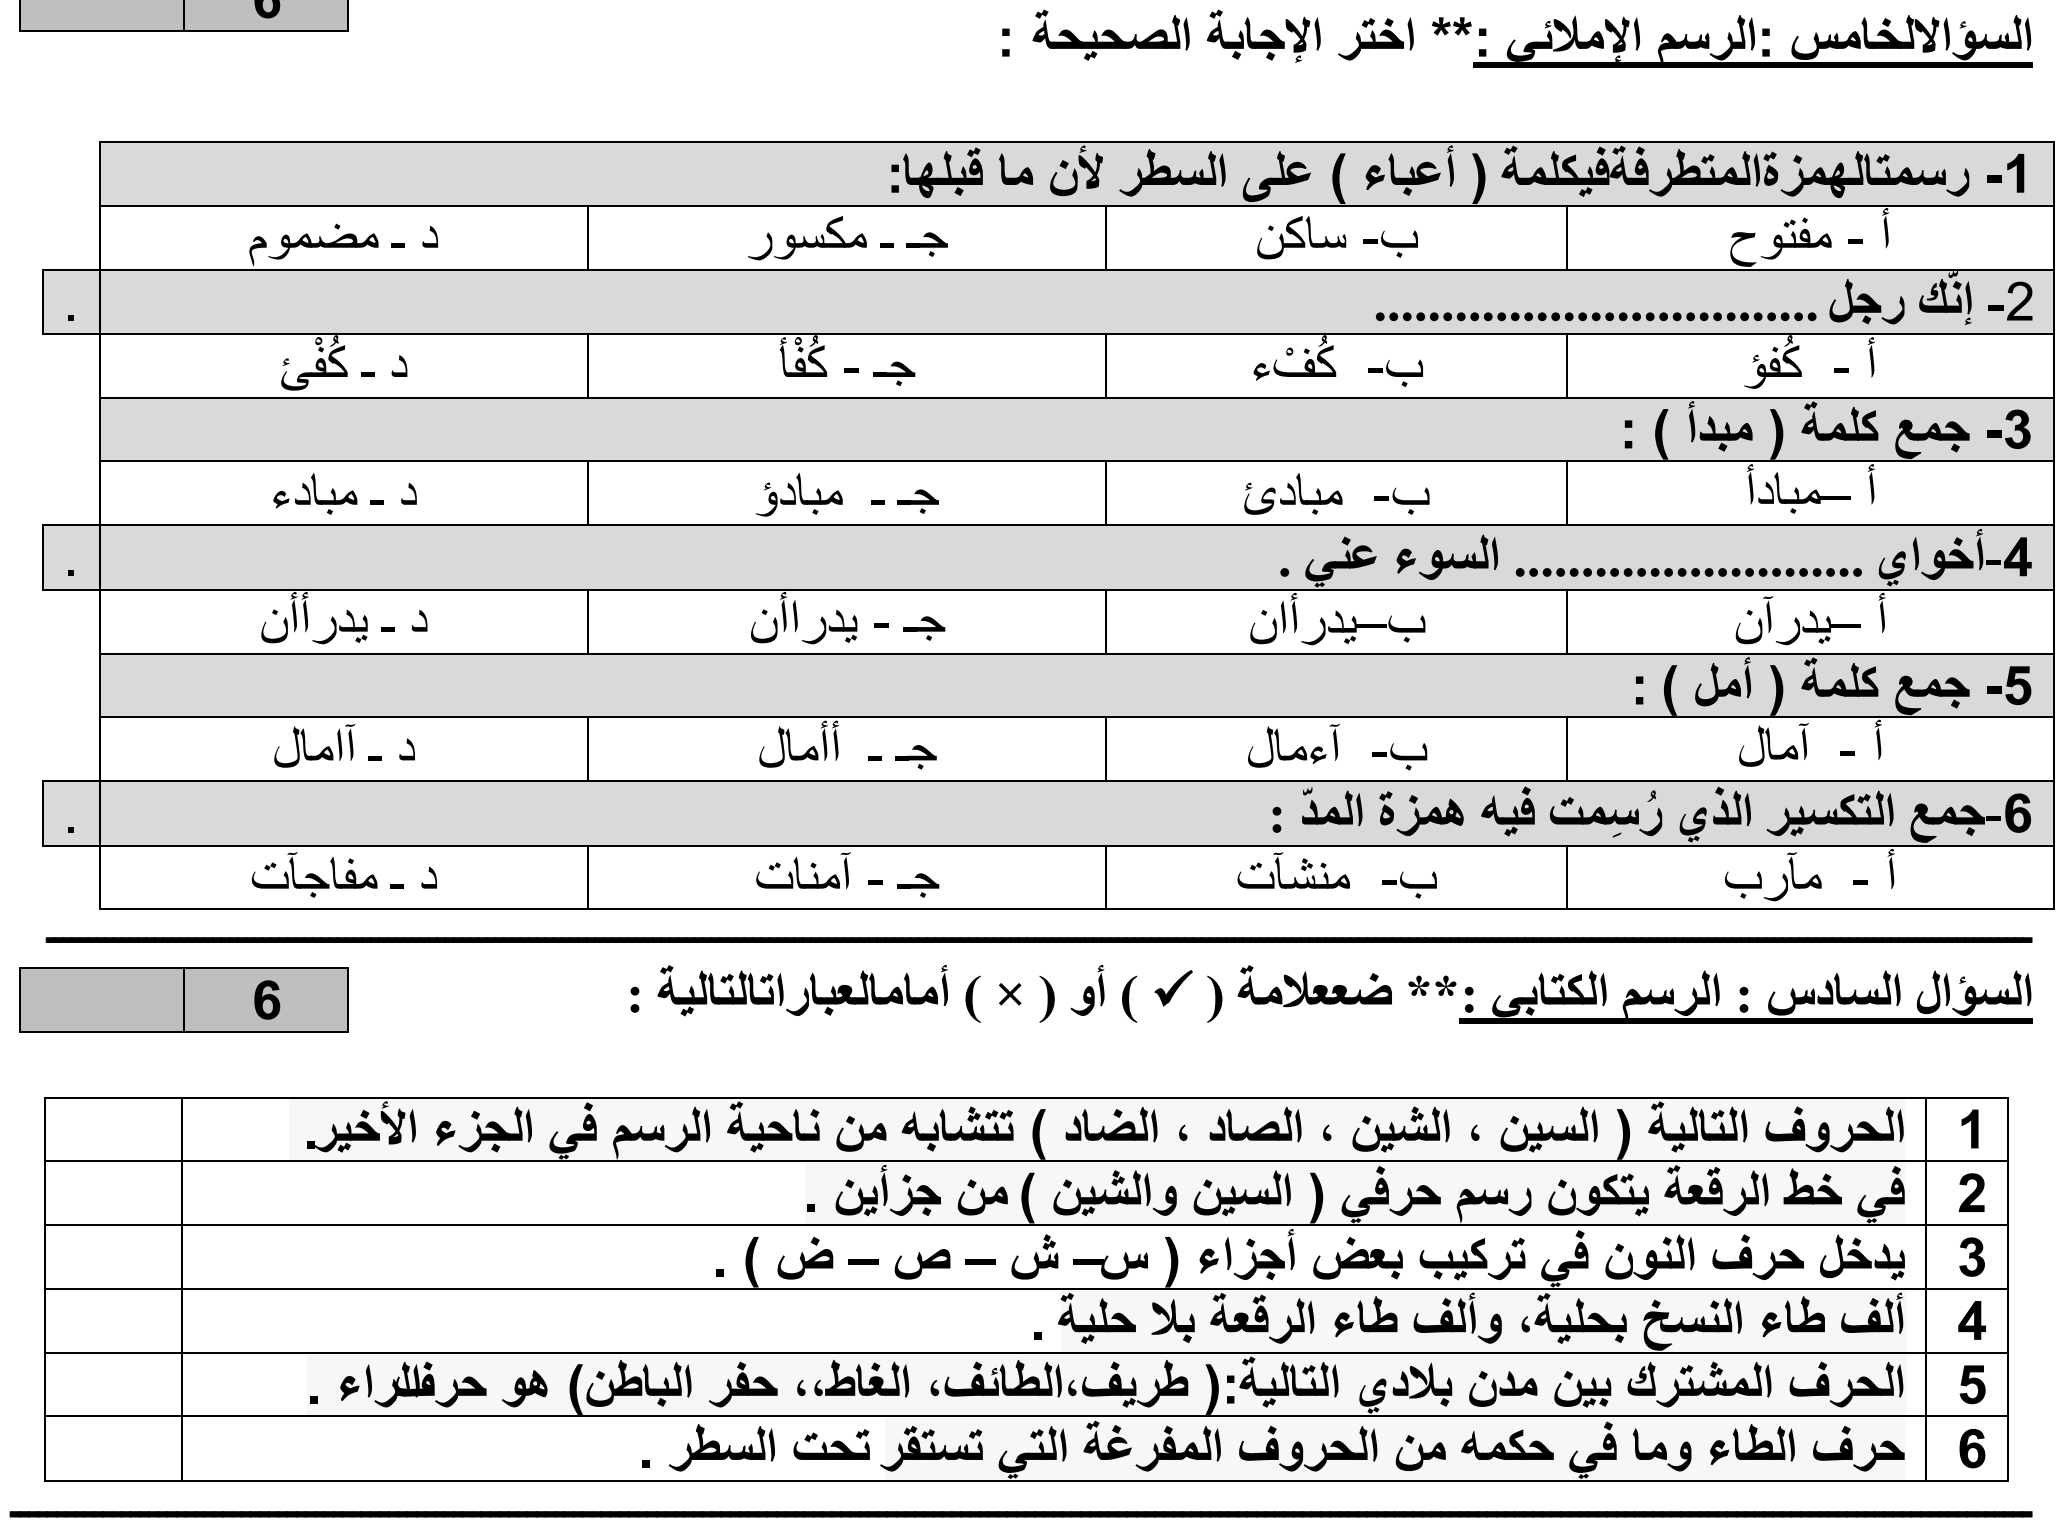 6
السؤالالخامس :الرسم الإملائي :** اختر الإجابة الصحيحة :
1- رسمتالهمزةالمتطرفةفيكلمة ( أعباء ) على السطر لأن ما قبلها:
أ - مفتوح ب- ساكن جـ ـ مكسور د ـ مضموم
2- إنّك رجل ................................. .
أ - كُفؤ ب- كُفْء جـ - كُفْأ د ـ كُفْئ
3- جمع كلمة ( مبدأ ) :
أ –مبادأ ب- مبادئ جـ ـ مبادؤ د ـ مبادء
4-أخواي .......................... السوء عني . .
أ –يدرآن ب–يدرأان جـ - يدراأن د ـ يدرأأن
5- جمع كلمة ( أمل ) :
أ - آمال ب- آءمال جـ ـ أأمال د ـ آامال
6-جمع التكسير الذي رُسِمت فيه همزة المدّ : .
أ - مآرب ب- منشآت جـ - آمنات د ـ مفاجآت
السؤال السادس : الرسم الكتابي :** ضععلامة ( ✓ ) أو ( × ) أمامالعباراتالتالية :
6
1 الحروف التالية ( السين ، الشين ، الصاد ، الضاد ) تتشابه من ناحية الرسم في الجزء الأخير.
2 في خط الرقعة يتكون رسم حرفي ( السين والشين ) من جزأين .
3 يدخل حرف النون في تركيب بعض أجزاء ( س– ش – ص – ض ) .
4 ألف طاء النسخ بحلية، وألف طاء الرقعة بلا حلية .
5 الحرف المشترك بين مدن بلادي التالية:( طريف،الطائف، الغاط،، حفر الباطن) هو حرفالراء .
6 حرف الطاء وما في حكمه من الحروف المفرغة التي تستقر تحت السطر .